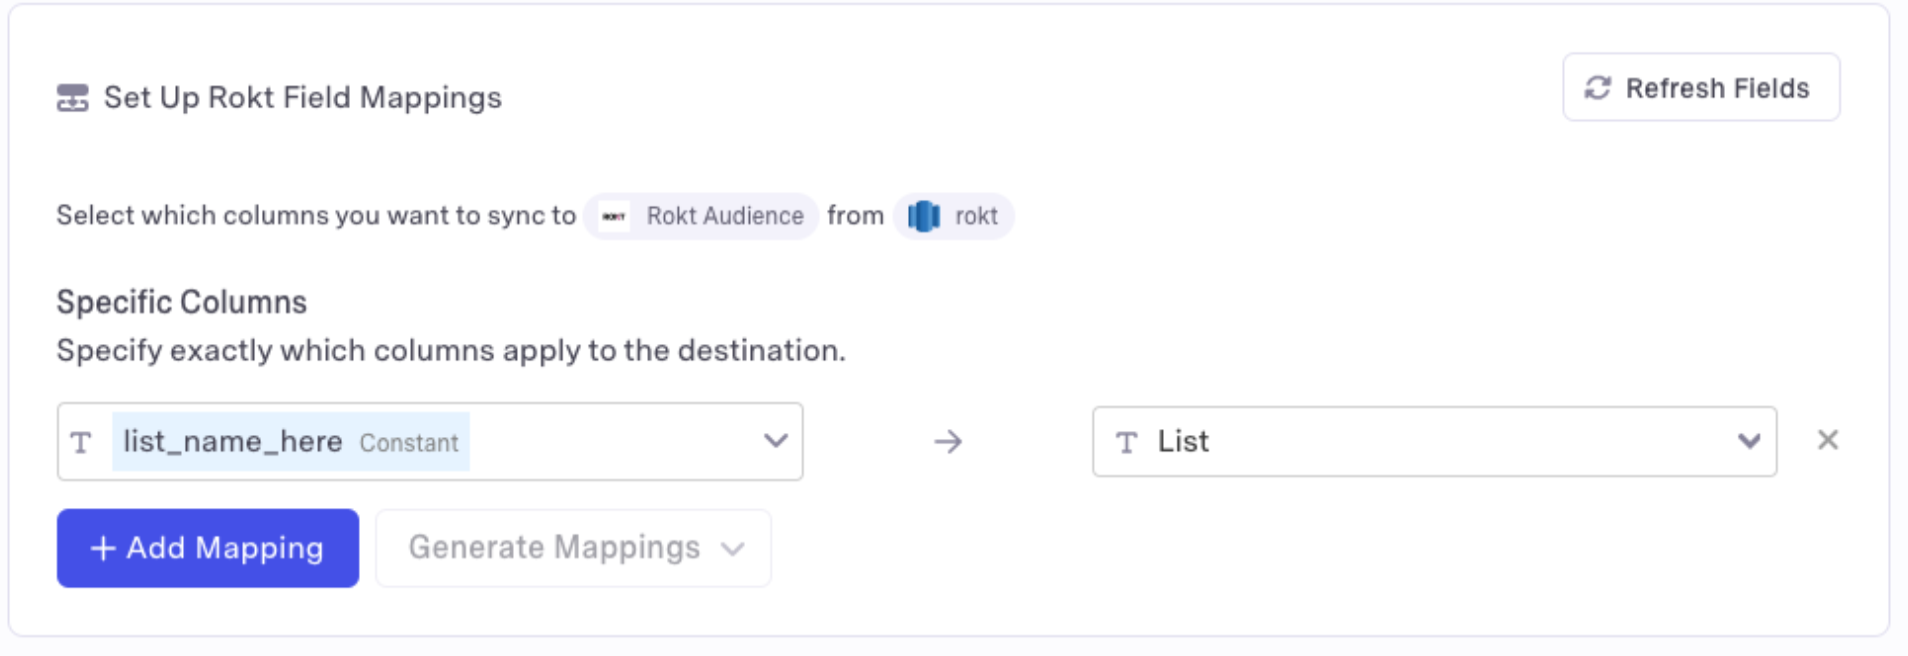 Set Up Rokt Field Mappings
Refresh Fields
Select which columns you want to sync to ROKT Rokt Audience from rokt
Specific Columns
Specify exactly which columns apply to the destination.
T list_name_here Constant → T List ×
+ Add Mapping Generate Mappings